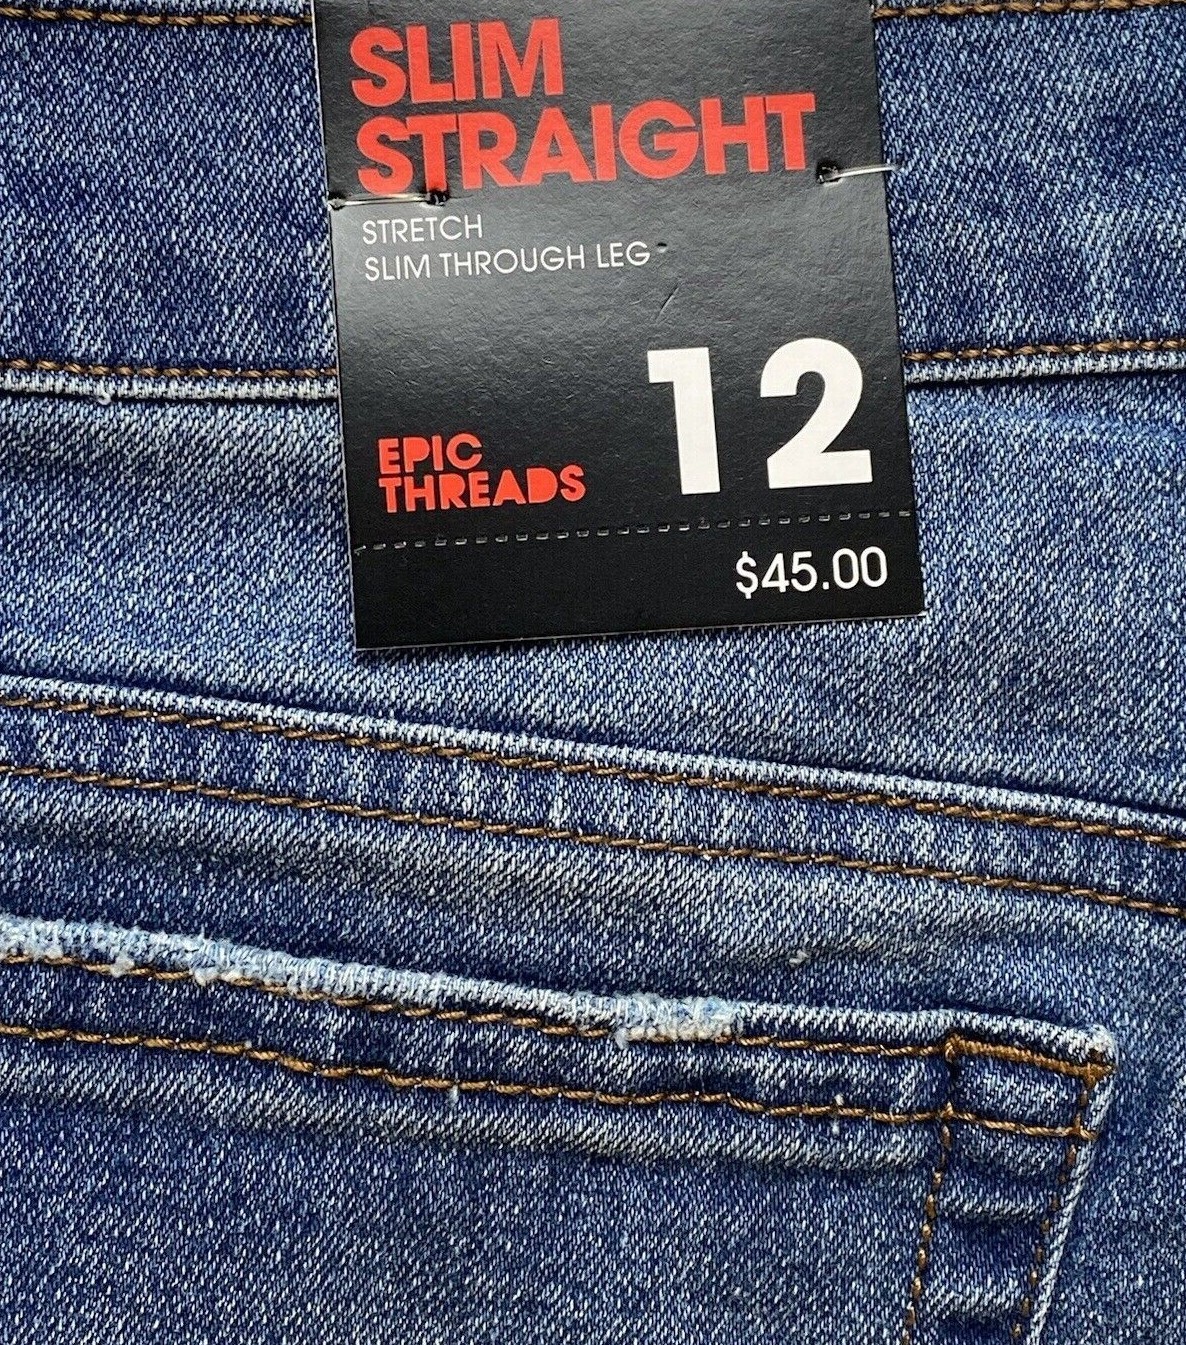 SLIM
STRAIGHT
STRETCH
SLIM THROUGH LEG
12
EPIC
THREADS
$45.00